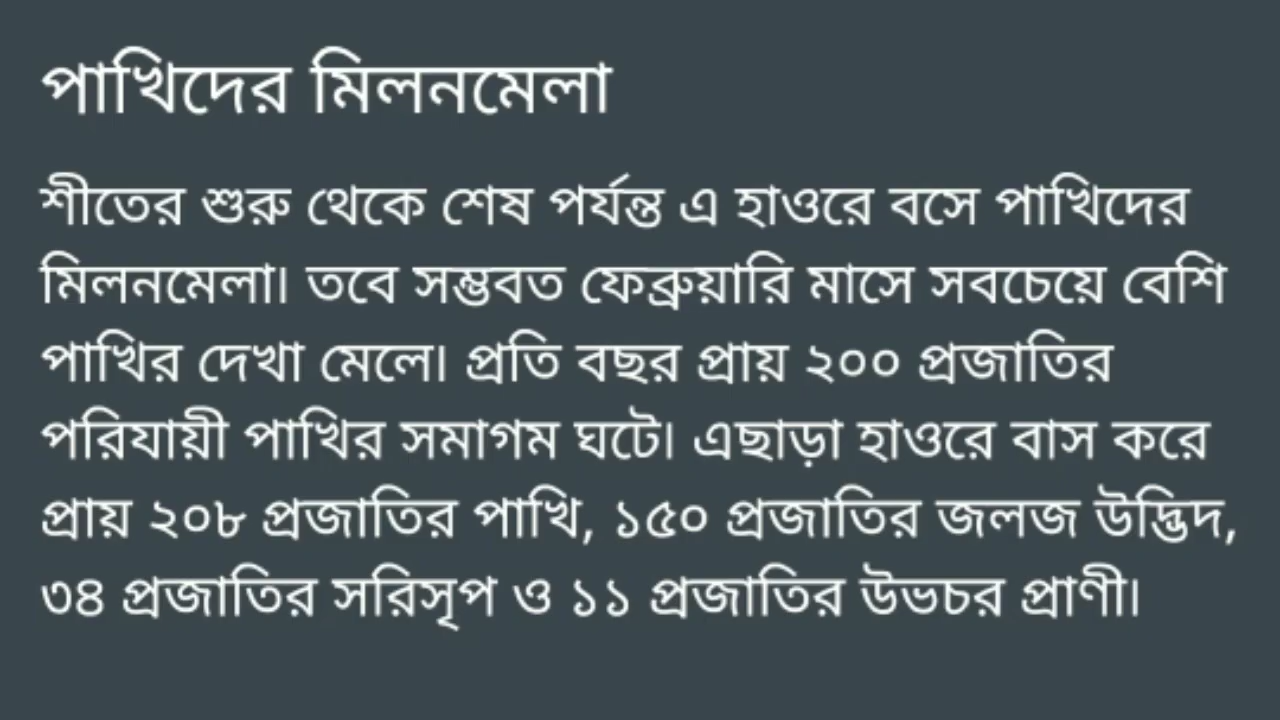 পাখিদের মিলনমেলা
শীতের শুরু থেকে শেষ পর্যন্ত এ হাওরে বসে পাখিদের
মিলনমেলা। তবে সম্ভবত ফেব্রুয়ারি মাসে সবচেয়ে বেশি
পাখির দেখা মেলে। প্রতি বছর প্রায় ২০০ প্রজাতির
পরিযায়ী পাখির সমাগম ঘটে। এছাড়া হাওরে বাস করে
প্রায় ২০৮ প্রজাতির পাখি, ১৫০ প্রজাতির জলজ উদ্ভিদ,
৩৪ প্রজাতির সরিসৃপ ও ১১ প্রজাতির উভচর প্রাণী।